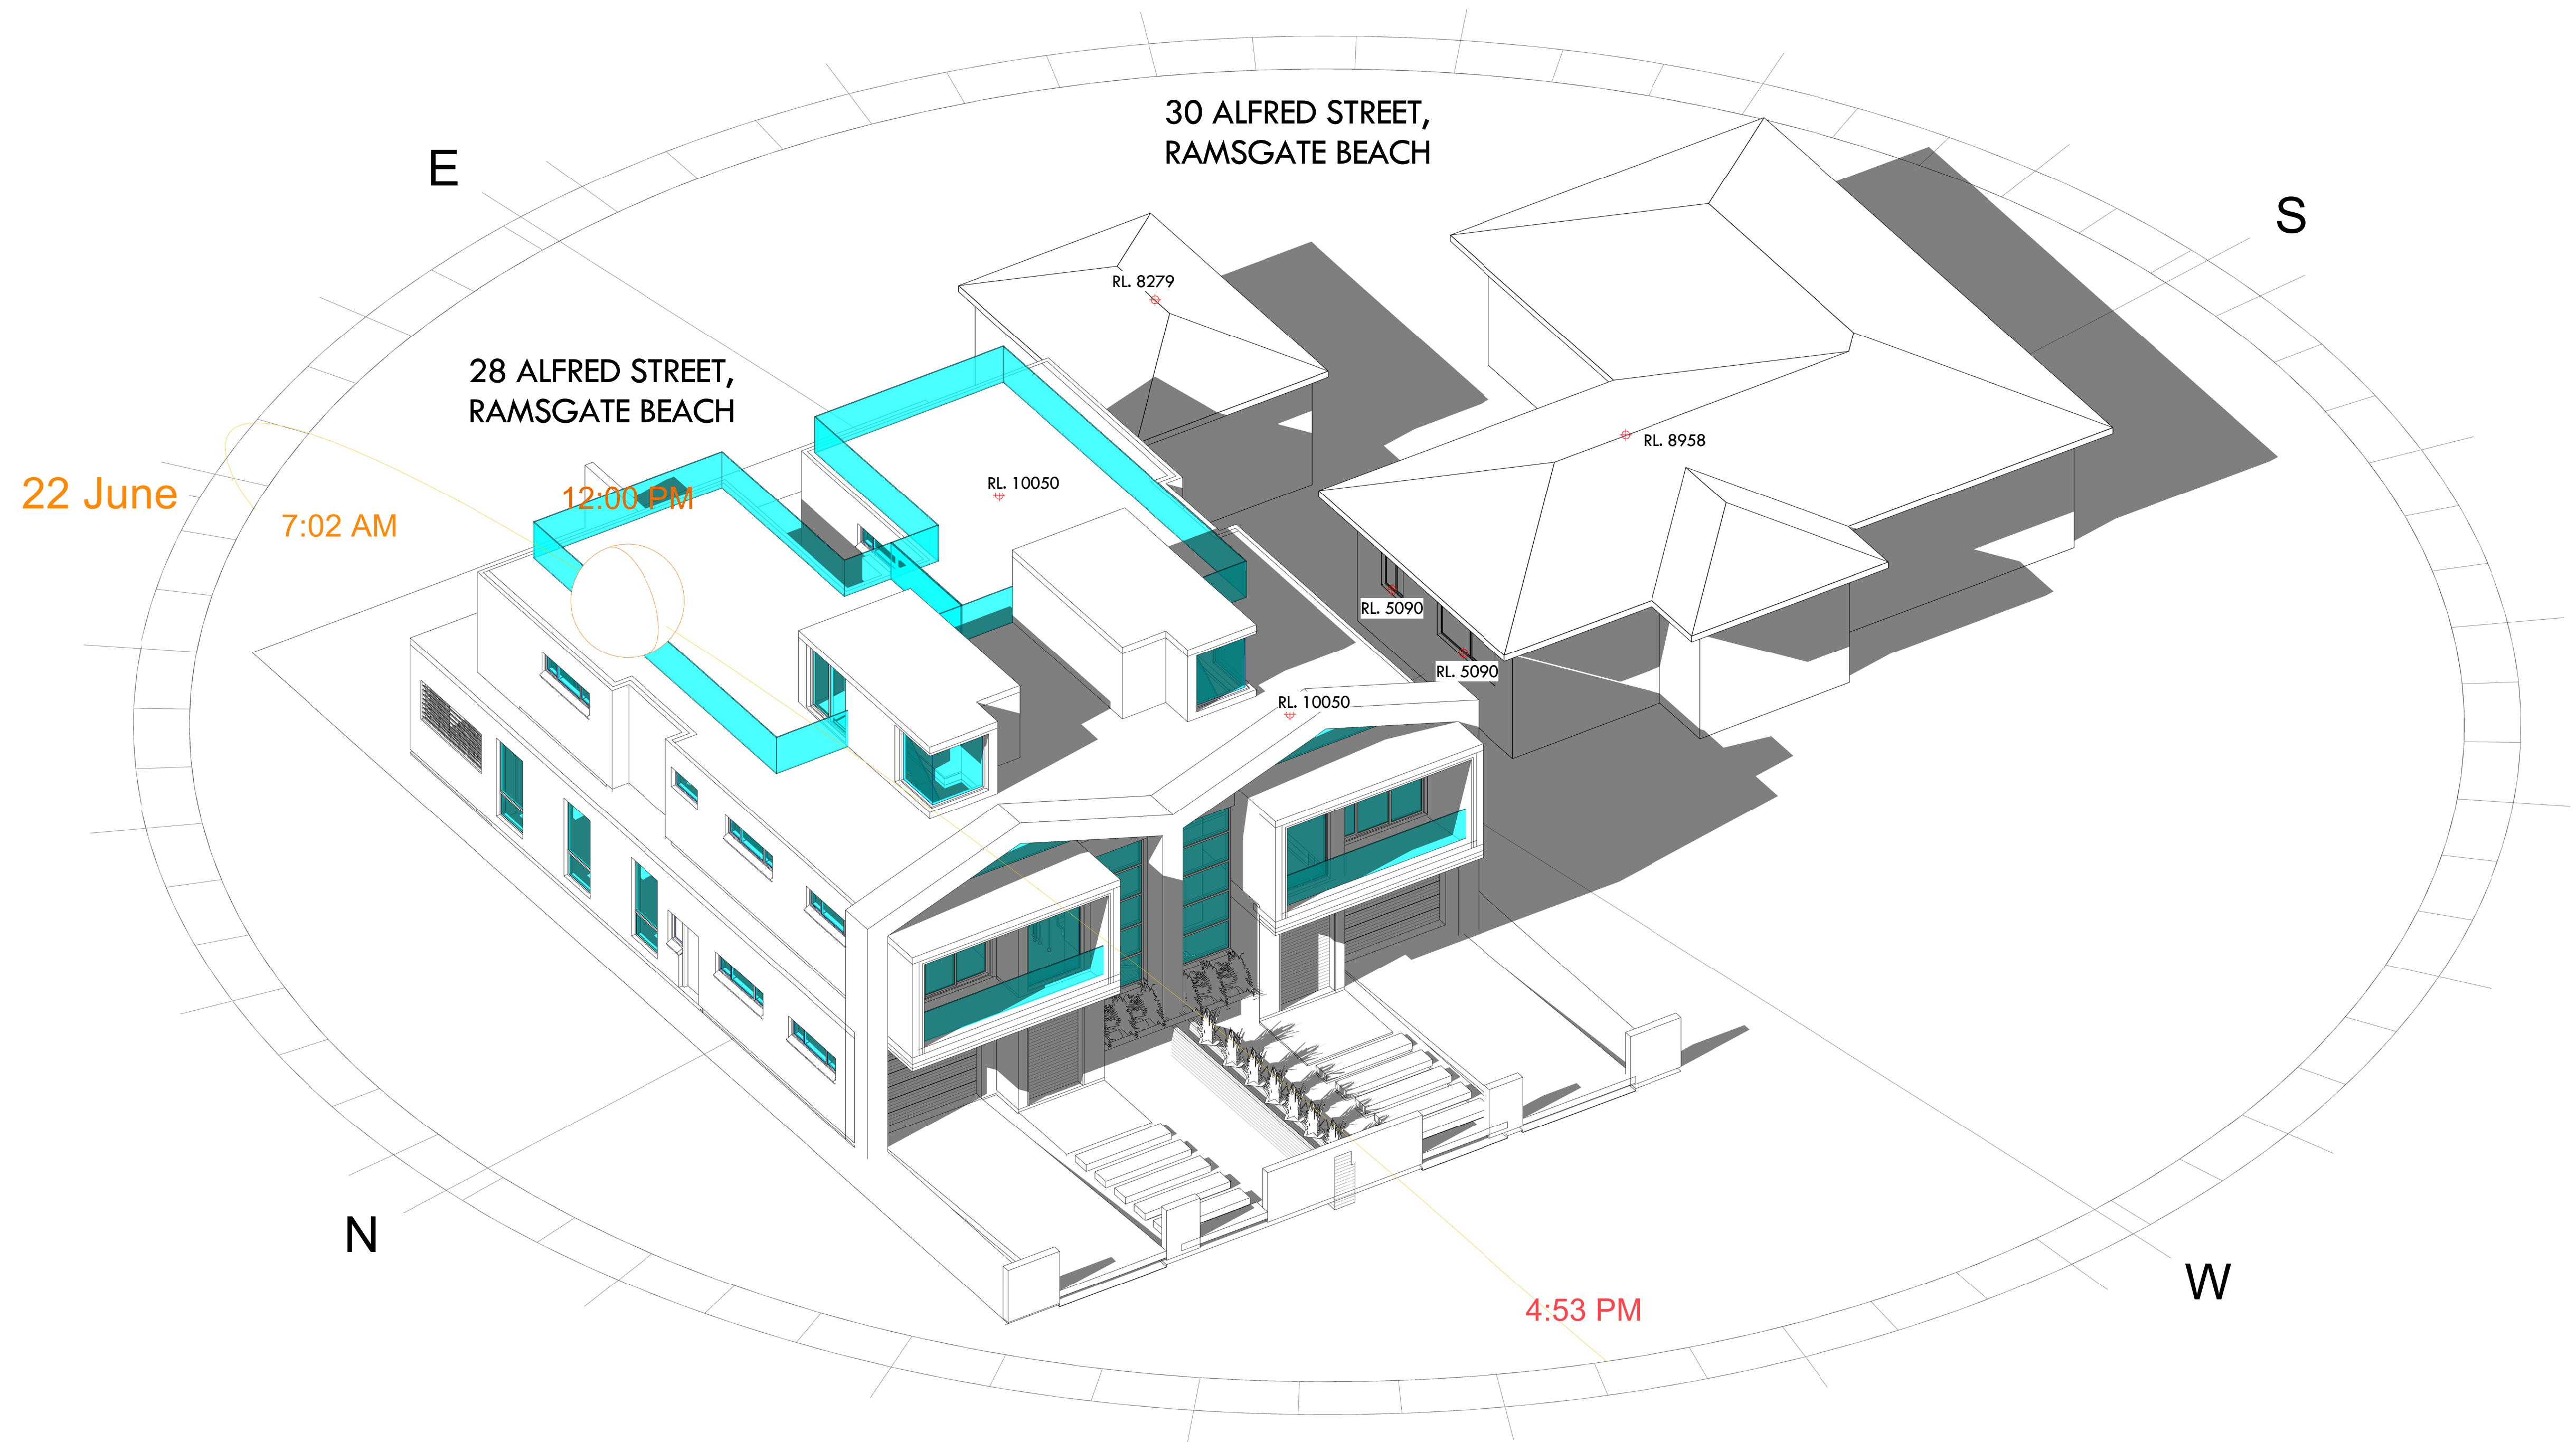 30 ALFRED STREET,
RAMSGATE BEACH
E
S
RL. 8279
28 ALFRED STREET,
RAMSGATE BEACH
RL. 8958
22 June
12:00 PM
RL. 10050
7:02 AM
RL. 5090
RL. 5090
RL. 10050
N
W
4:53 PM